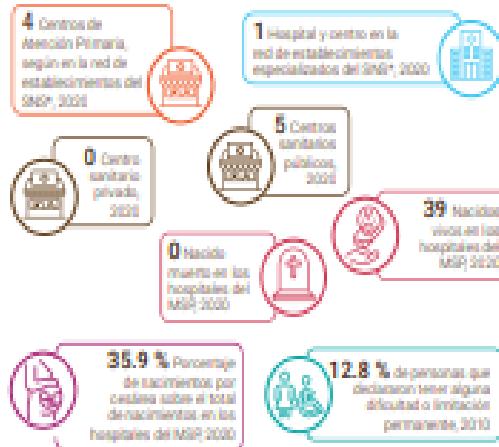 4 Centros de
Atención Primaria,
según en la red de
establecimientos del
SNS*, 2020
1 Hospital y centro en la
red de establecimientos
especializados del SNS*, 2020
0 Centro
sanitario
privado,
2020
5 Centros
sanitarios
públicos,
2020
39 Nacidos
vivos en los
hospitales del
MSP, 2020
0 Nacido
muerto en los
hospitales del
MSP, 2020
35.9 % Porcentaje
de nacimientos por
cesárea sobre el total
de nacimientos en los
hospitales del MSP, 2020
12.8 % de personas que
declararon tener alguna
dificultad o limitación
permanente, 2010